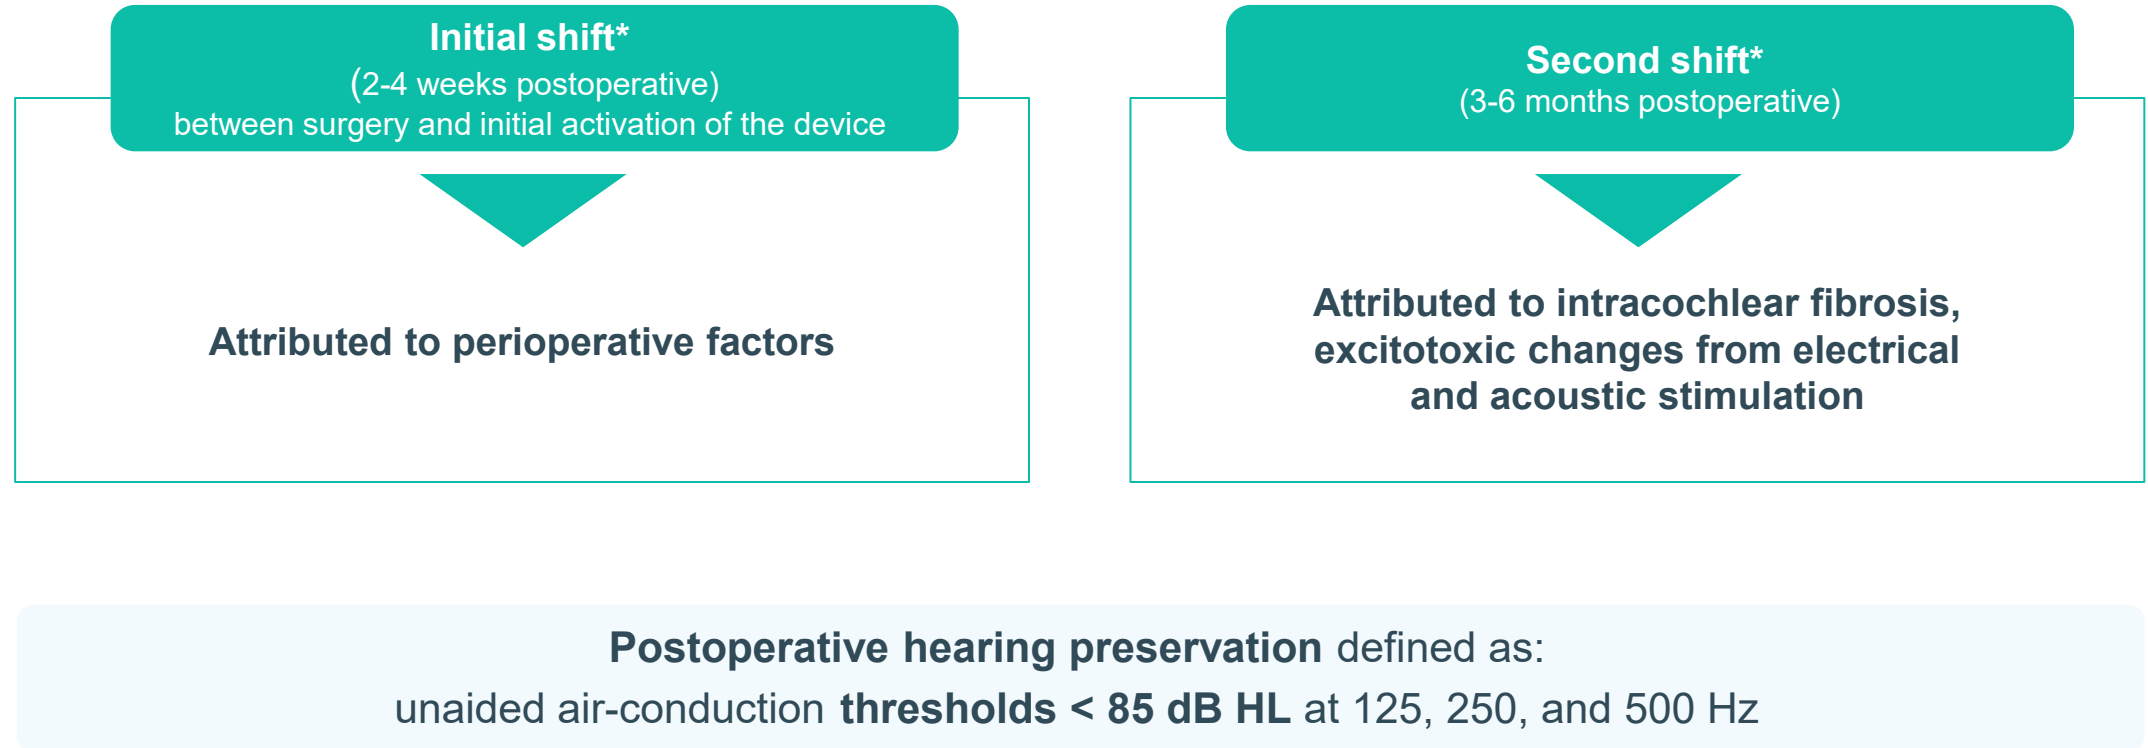 Initial shift*
(2-4 weeks postoperative)
between surgery and initial activation of the device
Attributed to perioperative factors
Second shift*
(3-6 months postoperative)
Attributed to intracochlear fibrosis,
excitotoxic changes from electrical
and acoustic stimulation
Postoperative hearing preservation defined as:
unaided air-conduction thresholds < 85 dB HL at 125, 250, and 500 Hz